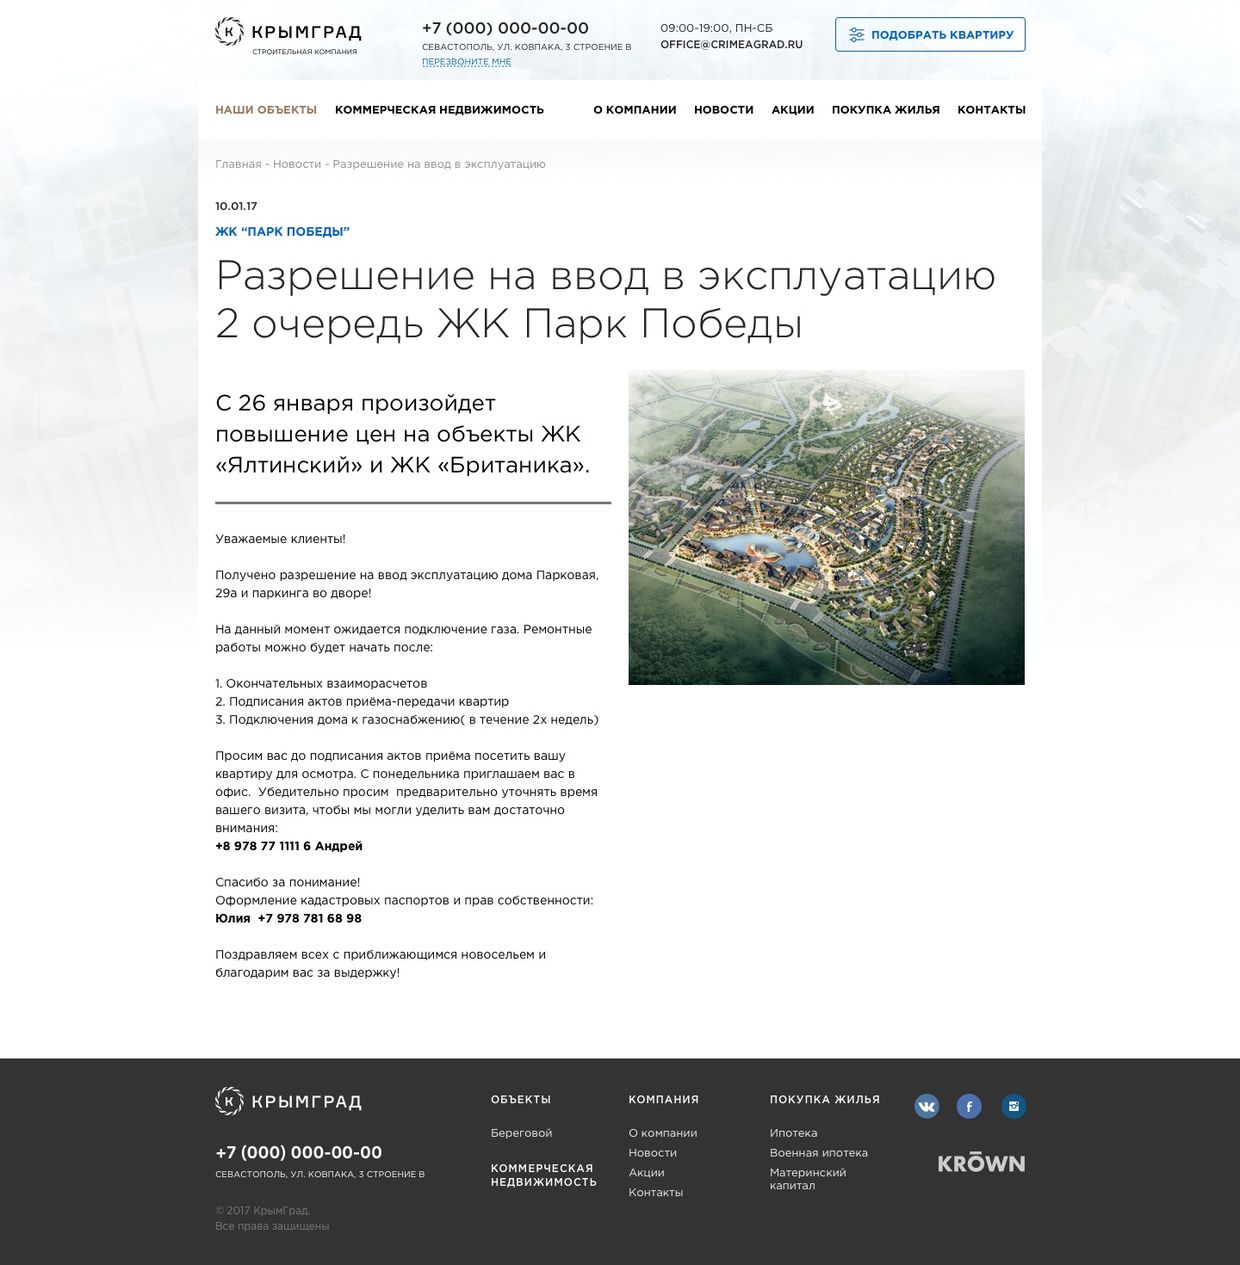 К КРЫМГРАД
СТРОИТЕЛЬНАЯ КОМПАНИЯ
+7 (000) 000-00-00
СЕВАСТОПОЛЬ, УЛ. КОВПАКА, 3 СТРОЕНИЕ В
ПЕРЕЗВОНИТЕ МНЕ
09:00-19:00, ПН-СБ
OFFICE@CRIMEAGRAD.RU
ПОДОБРАТЬ КВАРТИРУ
НАШИ ОБЪЕКТЫ КОММЕРЧЕСКАЯ НЕДВИЖИМОСТЬ О КОМПАНИИ НОВОСТИ АКЦИИ ПОКУПКА ЖИЛЬЯ КОНТАКТЫ
Главная - Новости - Разрешение на ввод в эксплуатацию
10.01.17
ЖК “ПАРК ПОБЕДЫ”
Разрешение на ввод в эксплуатацию
2 очередь ЖК Парк Победы
С 26 января произойдет
повышение цен на объекты ЖК
«Ялтинский» и ЖК «Британика».
Уважаемые клиенты!
Получено разрешение на ввод эксплуатацию дома Парковая,
29а и паркинга во дворе!
На данный момент ожидается подключение газа. Ремонтные
работы можно будет начать после:
1. Окончательных взаиморасчетов
2. Подписания актов приёма-передачи квартир
3. Подключения дома к газоснабжению( в течение 2х недель)
Просим вас до подписания актов приёма посетить вашу
квартиру для осмотра. С понедельника приглашаем вас в
офис.  Убедительно просим  предварительно уточнять время
вашего визита, чтобы мы могли уделить вам достаточно
внимания:
+8 978 77 1111 6 Андрей
Спасибо за понимание!
Оформление кадастровых паспортов и прав собственности:
Юлия  +7 978 781 68 98
Поздравляем всех с приближающимся новосельем и
благодарим вас за выдержку!
К КРЫМГРАД
+7 (000) 000-00-00
СЕВАСТОПОЛЬ, УЛ. КОВПАКА, 3 СТРОЕНИЕ В
© 2017 КрымГрад.
Все права защищены
ОБЪЕКТЫ
Береговой
КОММЕРЧЕСКАЯ
НЕДВИЖИМОСТЬ
КОМПАНИЯ
О компании
Новости
Акции
Контакты
ПОКУПКА ЖИЛЬЯ
Ипотека
Военная ипотека
Материнский
капитал
f
KRŌWN